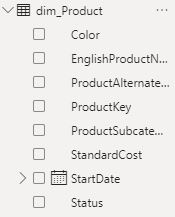 dim_Product
Color
EnglishProductN...
ProductAlternate...
ProductKey
ProductSubcate...
StandardCost
StartDate
Status